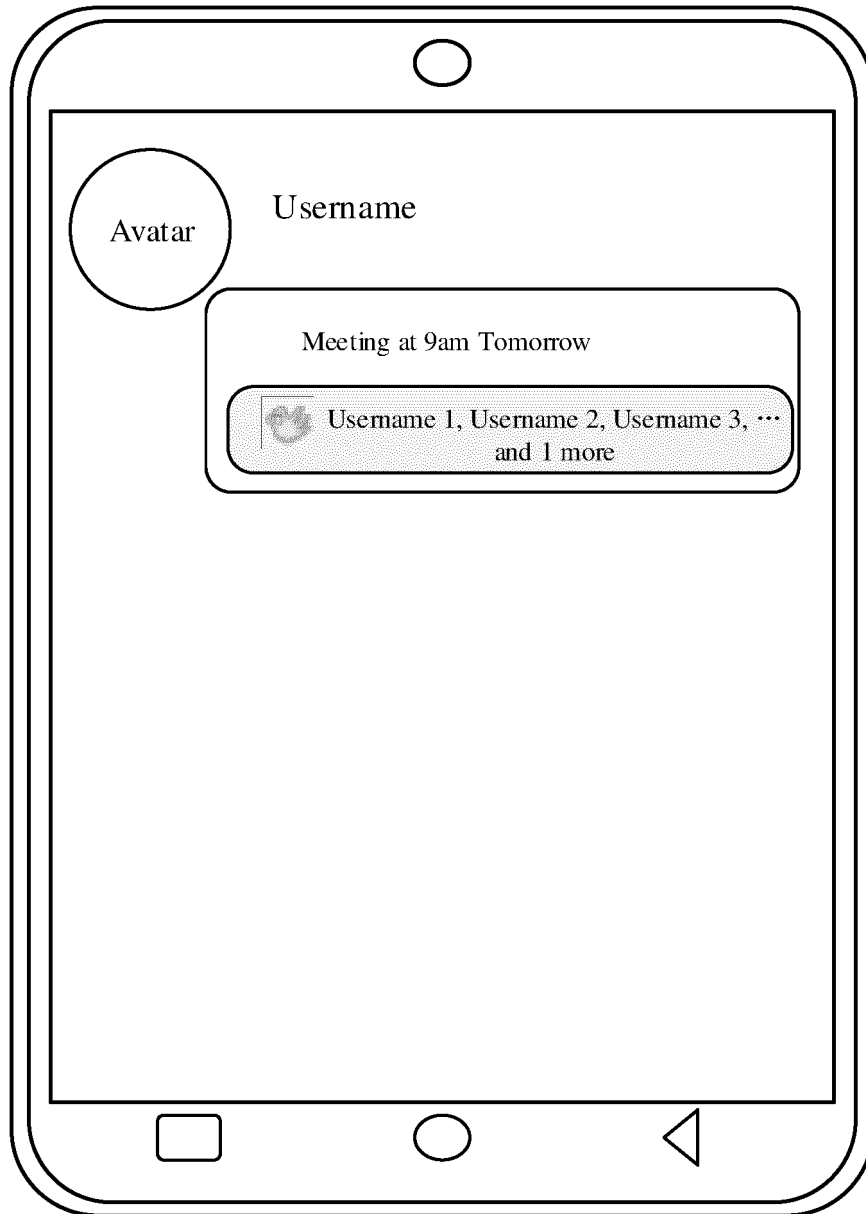 Avatar
Username
Meeting at 9am Tomorrow
Username 1, Username 2, Username 3, ···
and 1 more